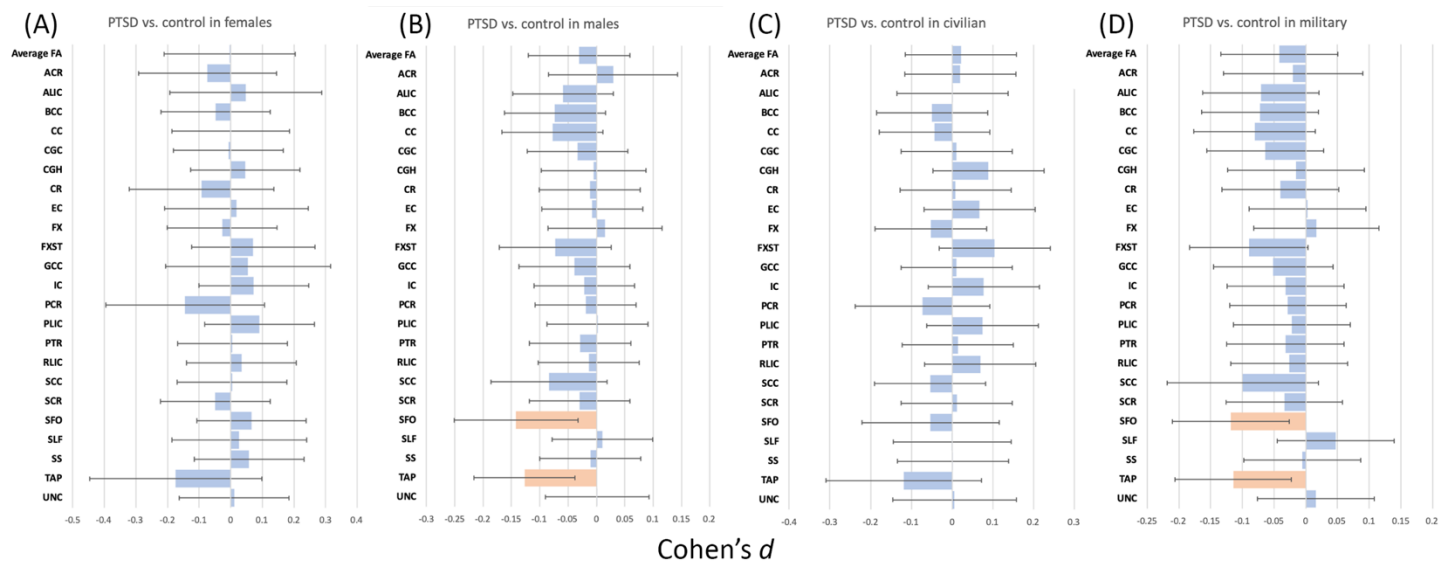 (A) PTSD vs. control in females
Average FA
ACR
ALIC
BCC
CC
CGC
CGH
CR
EC
FX
FXST
GCC
IC
PCR
PLIC
PTR
RLIC
SCC
SCR
SFO
SLF
SS
TAP
UNC
-0.5 -0.4 -0.3 -0.2 -0.1 0 0.1 0.2 0.3 0.4
(B) PTSD vs. control in males
Average FA
ACR
ALIC
BCC
CC
CGC
CGH
CR
EC
FX
FXST
GCC
IC
PCR
PLIC
PTR
RLIC
SCC
SCR
SFO
SLF
SS
TAP
UNC
-0.3 -0.25 -0.2 -0.15 -0.1 -0.05 0 0.05 0.1 0.15 0.2
(C) PTSD vs. control in civilian
Average FA
ACR
ALIC
BCC
CC
CGC
CGH
CR
EC
FX
FXST
GCC
IC
PCR
PLIC
PTR
RLIC
SCC
SCR
SFO
SLF
SS
TAP
UNC
-0.4 -0.3 -0.2 -0.1 0 0.1 0.2 0.3
(D) PTSD vs. control in military
Average FA
ACR
ALIC
BCC
CC
CGC
CGH
CR
EC
FX
FXST
GCC
IC
PCR
PLIC
PTR
RLIC
SCC
SCR
SFO
SLF
SS
TAP
UNC
-0.25 -0.2 -0.15 -0.1 -0.05 0 0.05 0.1 0.15 0.2
Cohen's d